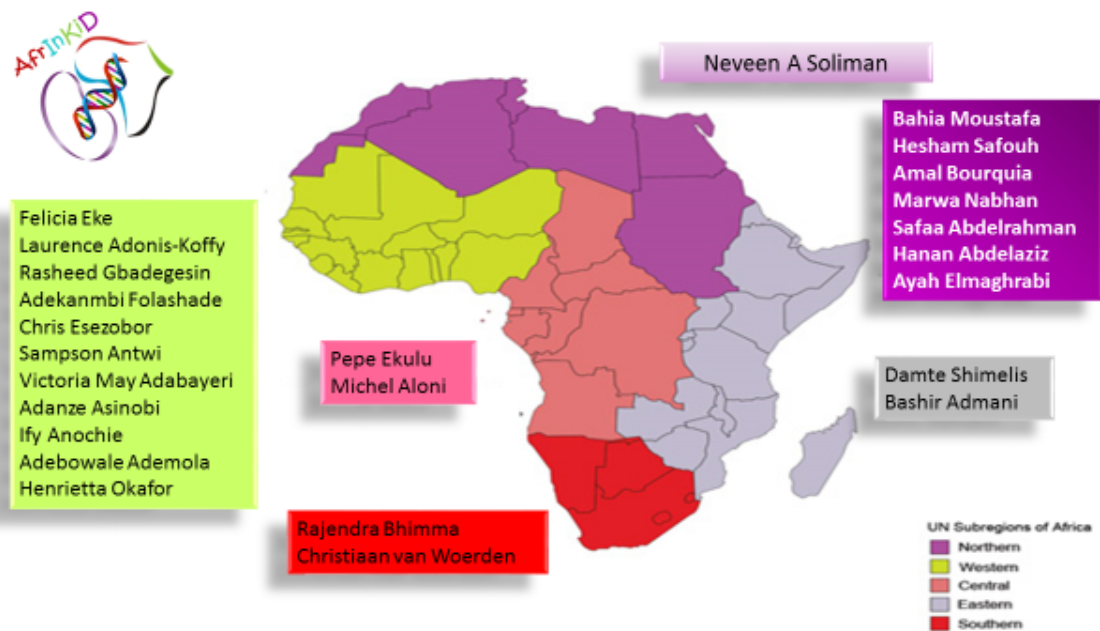 AfrInKiD
Neveen A Soliman
Bahia Moustafa
Hesham Safouh
Amal Bourquia
Marwa Nabhan
Safaa Abdelrahman
Hanan Abdelaziz
Ayah Elmaghrabi
Felicia Eke
Laurence Adonis-Koffy
Rasheed Gbadegesin
Adekanmbi Folashade
Chris Esezobor
Sampson Antwi
Victoria May Adabayeri
Adanze Asinobi
Ify Anochie
Adebowale Ademola
Henrietta Okafor
Pepe Ekulu
Michel Aloni
Damte Shimelis
Bashir Admani
Rajendra Bhimma
Christiaan van Woerden
UN Subregions of Africa
Northern
Western
Central
Eastern
Southern